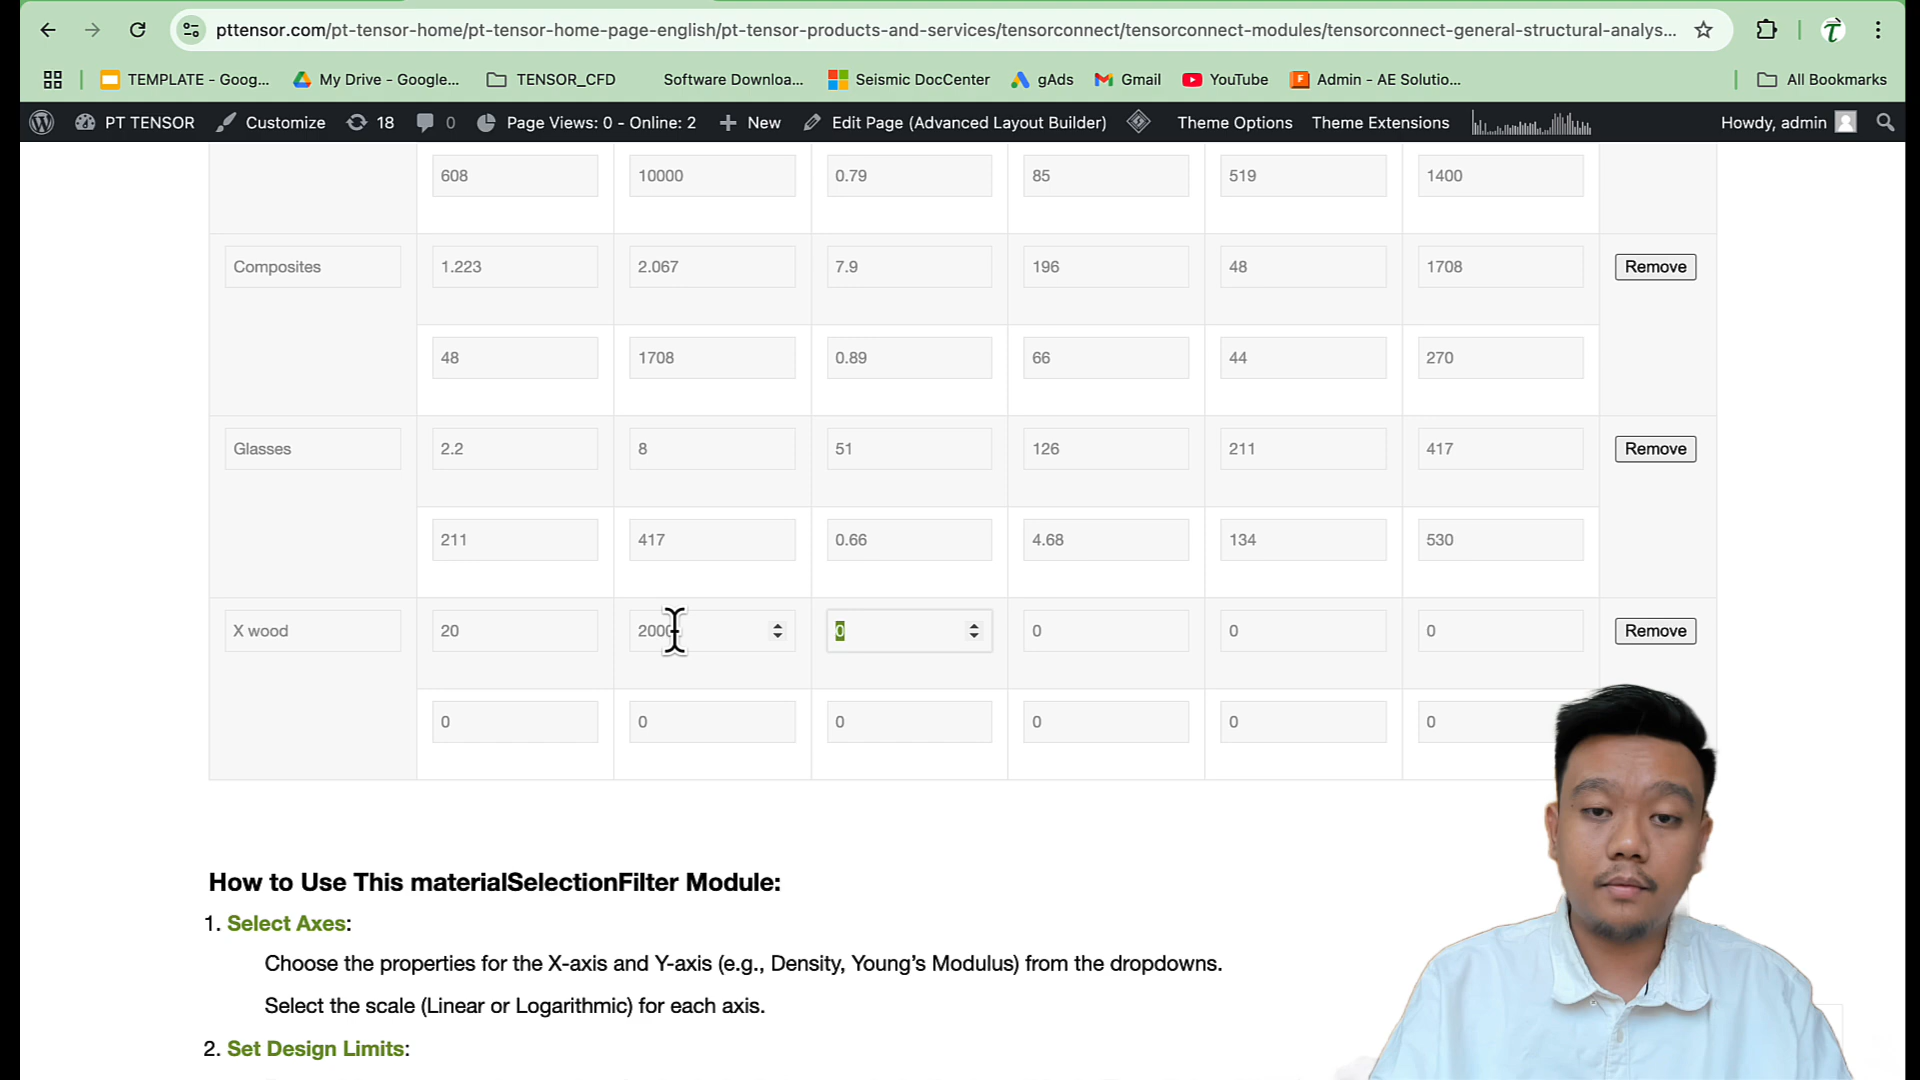 pttensor.com/pt-tensor-home/pt-tensor-home-page-english/pt-tensor-products-and-services/tensorconnect/tensorconnect-modules/tensorconnect-general-structural-analys...
TEMPLATE - Goog... My Drive - Google... TENSOR_CFD Software Downloa... Seismic DocCenter gAds Gmail YouTube Admin - AE Solutio... All Bookmarks
PT TENSOR Customize 18 0 Page Views: 0 - Online: 2 New Edit Page (Advanced Layout Builder) Theme Options Theme Extensions Howdy, admin
608 10000 0.79 85 519 1400
Composites 1.223 2.067 7.9 196 48 1708 Remove
48 1708 0.89 66 44 270
Glasses 2.2 8 51 126 211 417 Remove
211 417 0.66 4.68 134 530
X wood 20 2000 0 0 0 0 Remove
0 0 0 0 0 0
How to Use This materialSelectionFilter Module:
1. Select Axes:
Choose the properties for the X-axis and Y-axis (e.g., Density, Young's Modulus) from the dropdowns.
Select the scale (Linear or Logarithmic) for each axis.
2. Set Design Limits: